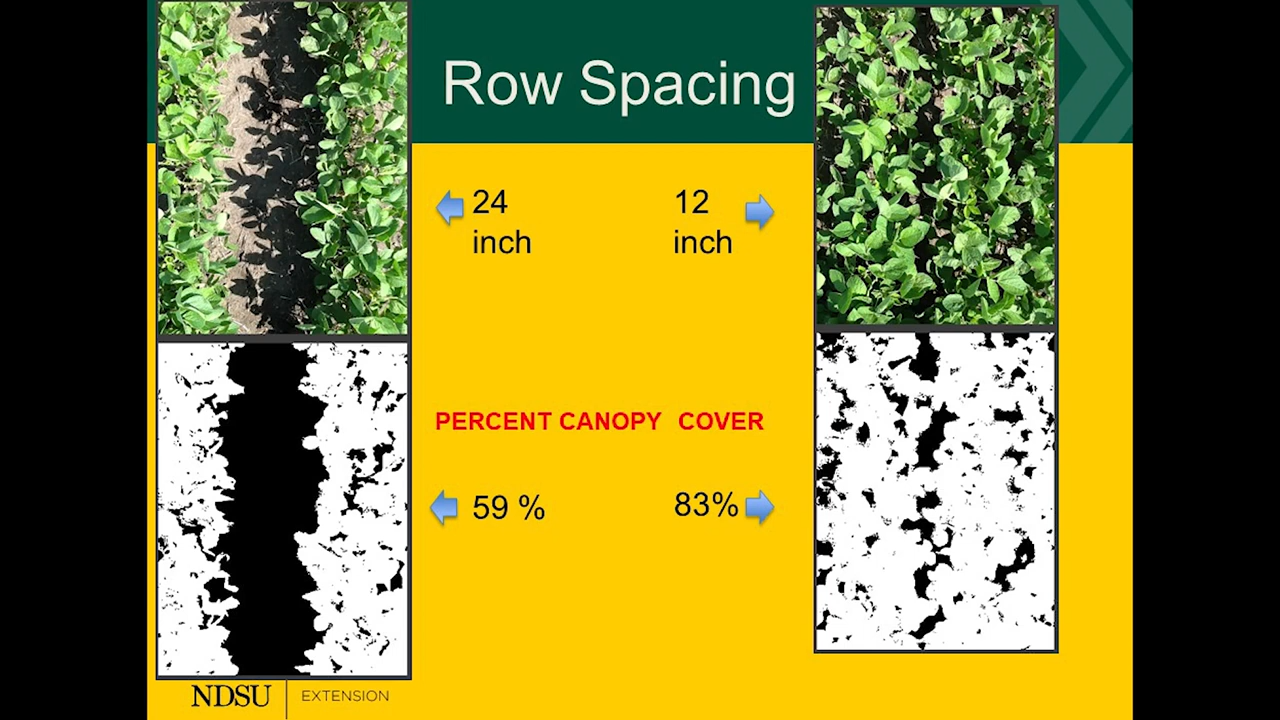 Row Spacing
24
inch
12
inch
PERCENT CANOPY COVER
59 %
83%
NDSU EXTENSION